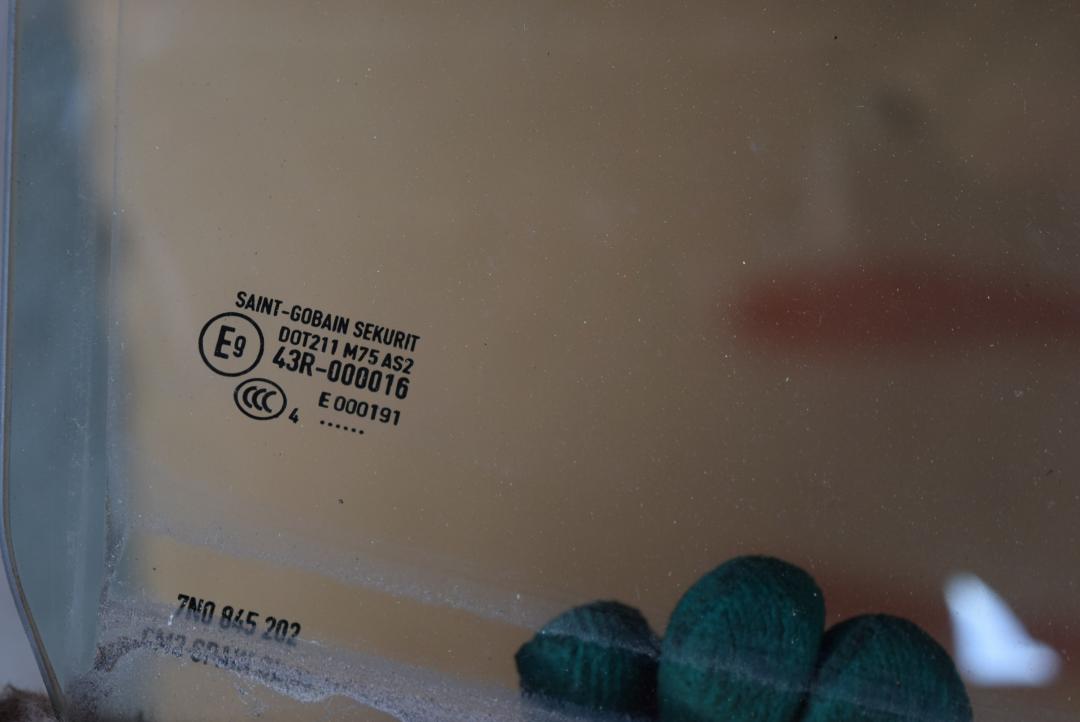 SAINT-GOBAIN SEKURIT
E9
DOT211 M75 AS2
43R-000016
CCC 4
E 000191
......
7N0 845 202